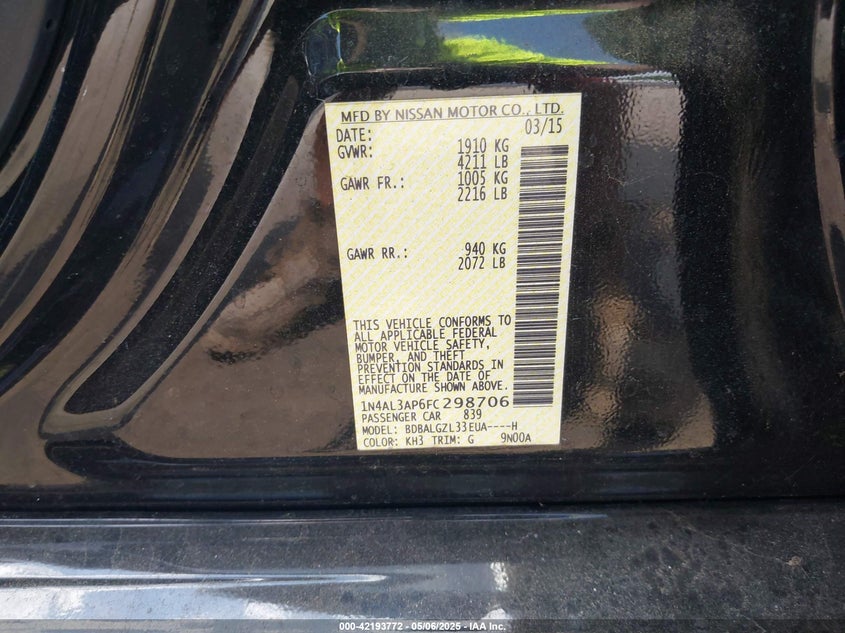 MFD BY NISSAN MOTOR CO., LTD.
DATE: 03/15
GVWR: 1910 KG
4211 LB
GAWR FR.: 1005 KG
2216 LB
GAWR RR.: 940 KG
2072 LB
THIS VEHICLE CONFORMS TO
ALL APPLICABLE FEDERAL
MOTOR VEHICLE SAFETY,
BUMPER, AND THEFT
PREVENTION STANDARDS IN
EFFECT ON THE DATE OF
MANUFACTURE SHOWN ABOVE.
1N4AL3AP6FC298706
PASSENGER CAR 839
MODEL: BDBALGZL33EUA----H
COLOR: KH3 TRIM: G 9N00A
000-42193772 - 05/06/2025 - IAA Inc.